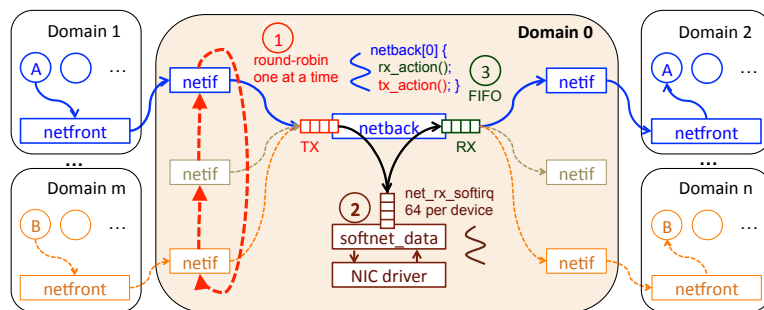 Domain 1
A
...
netfront
...
Domain m
B
...
netfront
Domain 0
1
round-robin
one at a time
netback[0] {
rx_action();
tx_action(); }
3
FIFO
netif
netif
netif
TX
netback
RX
2
net_rx_softirq
64 per device
softnet_data
NIC driver
netif
netif
netif
Domain 2
A
...
netfront
...
Domain n
B
...
netfront